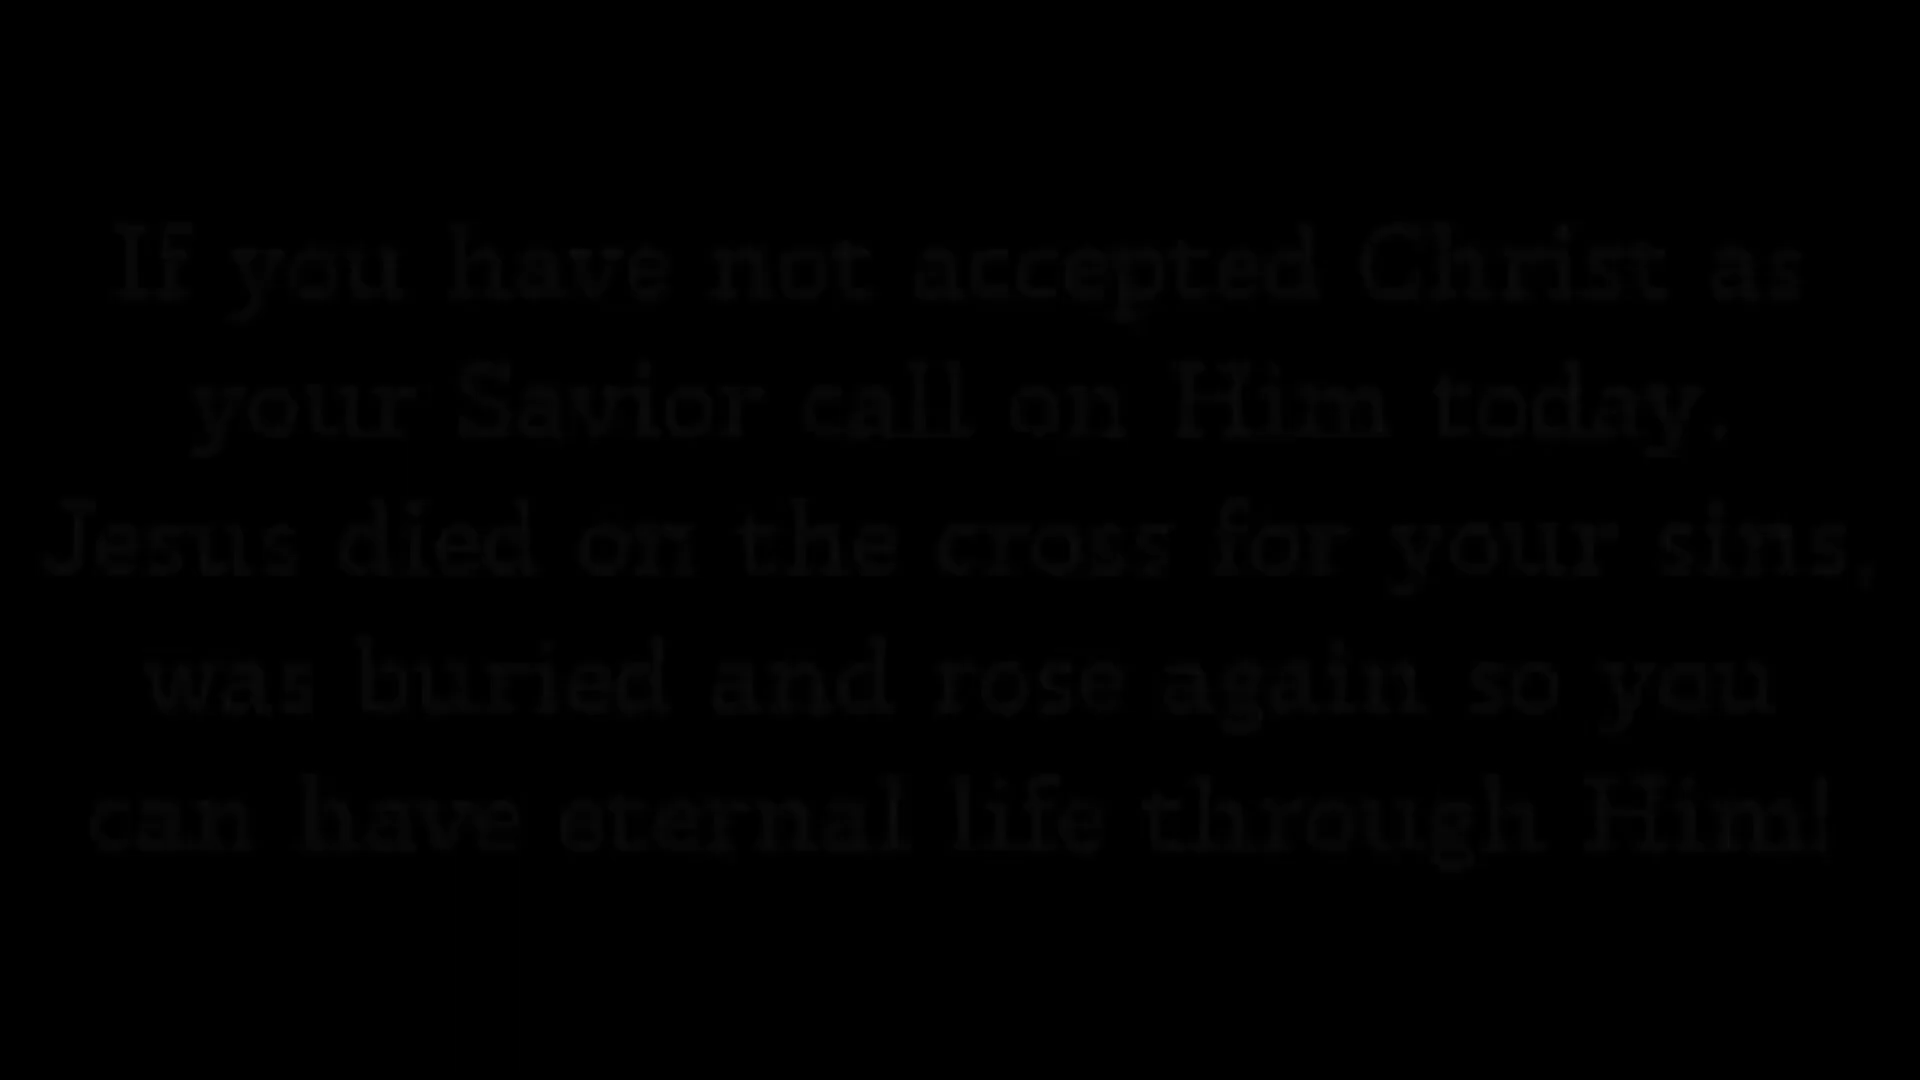 If you have not accepted Christ as
your Savior call on Him today.
Jesus died on the cross for your sins,
was buried and rose again so you
can have eternal life through Him!